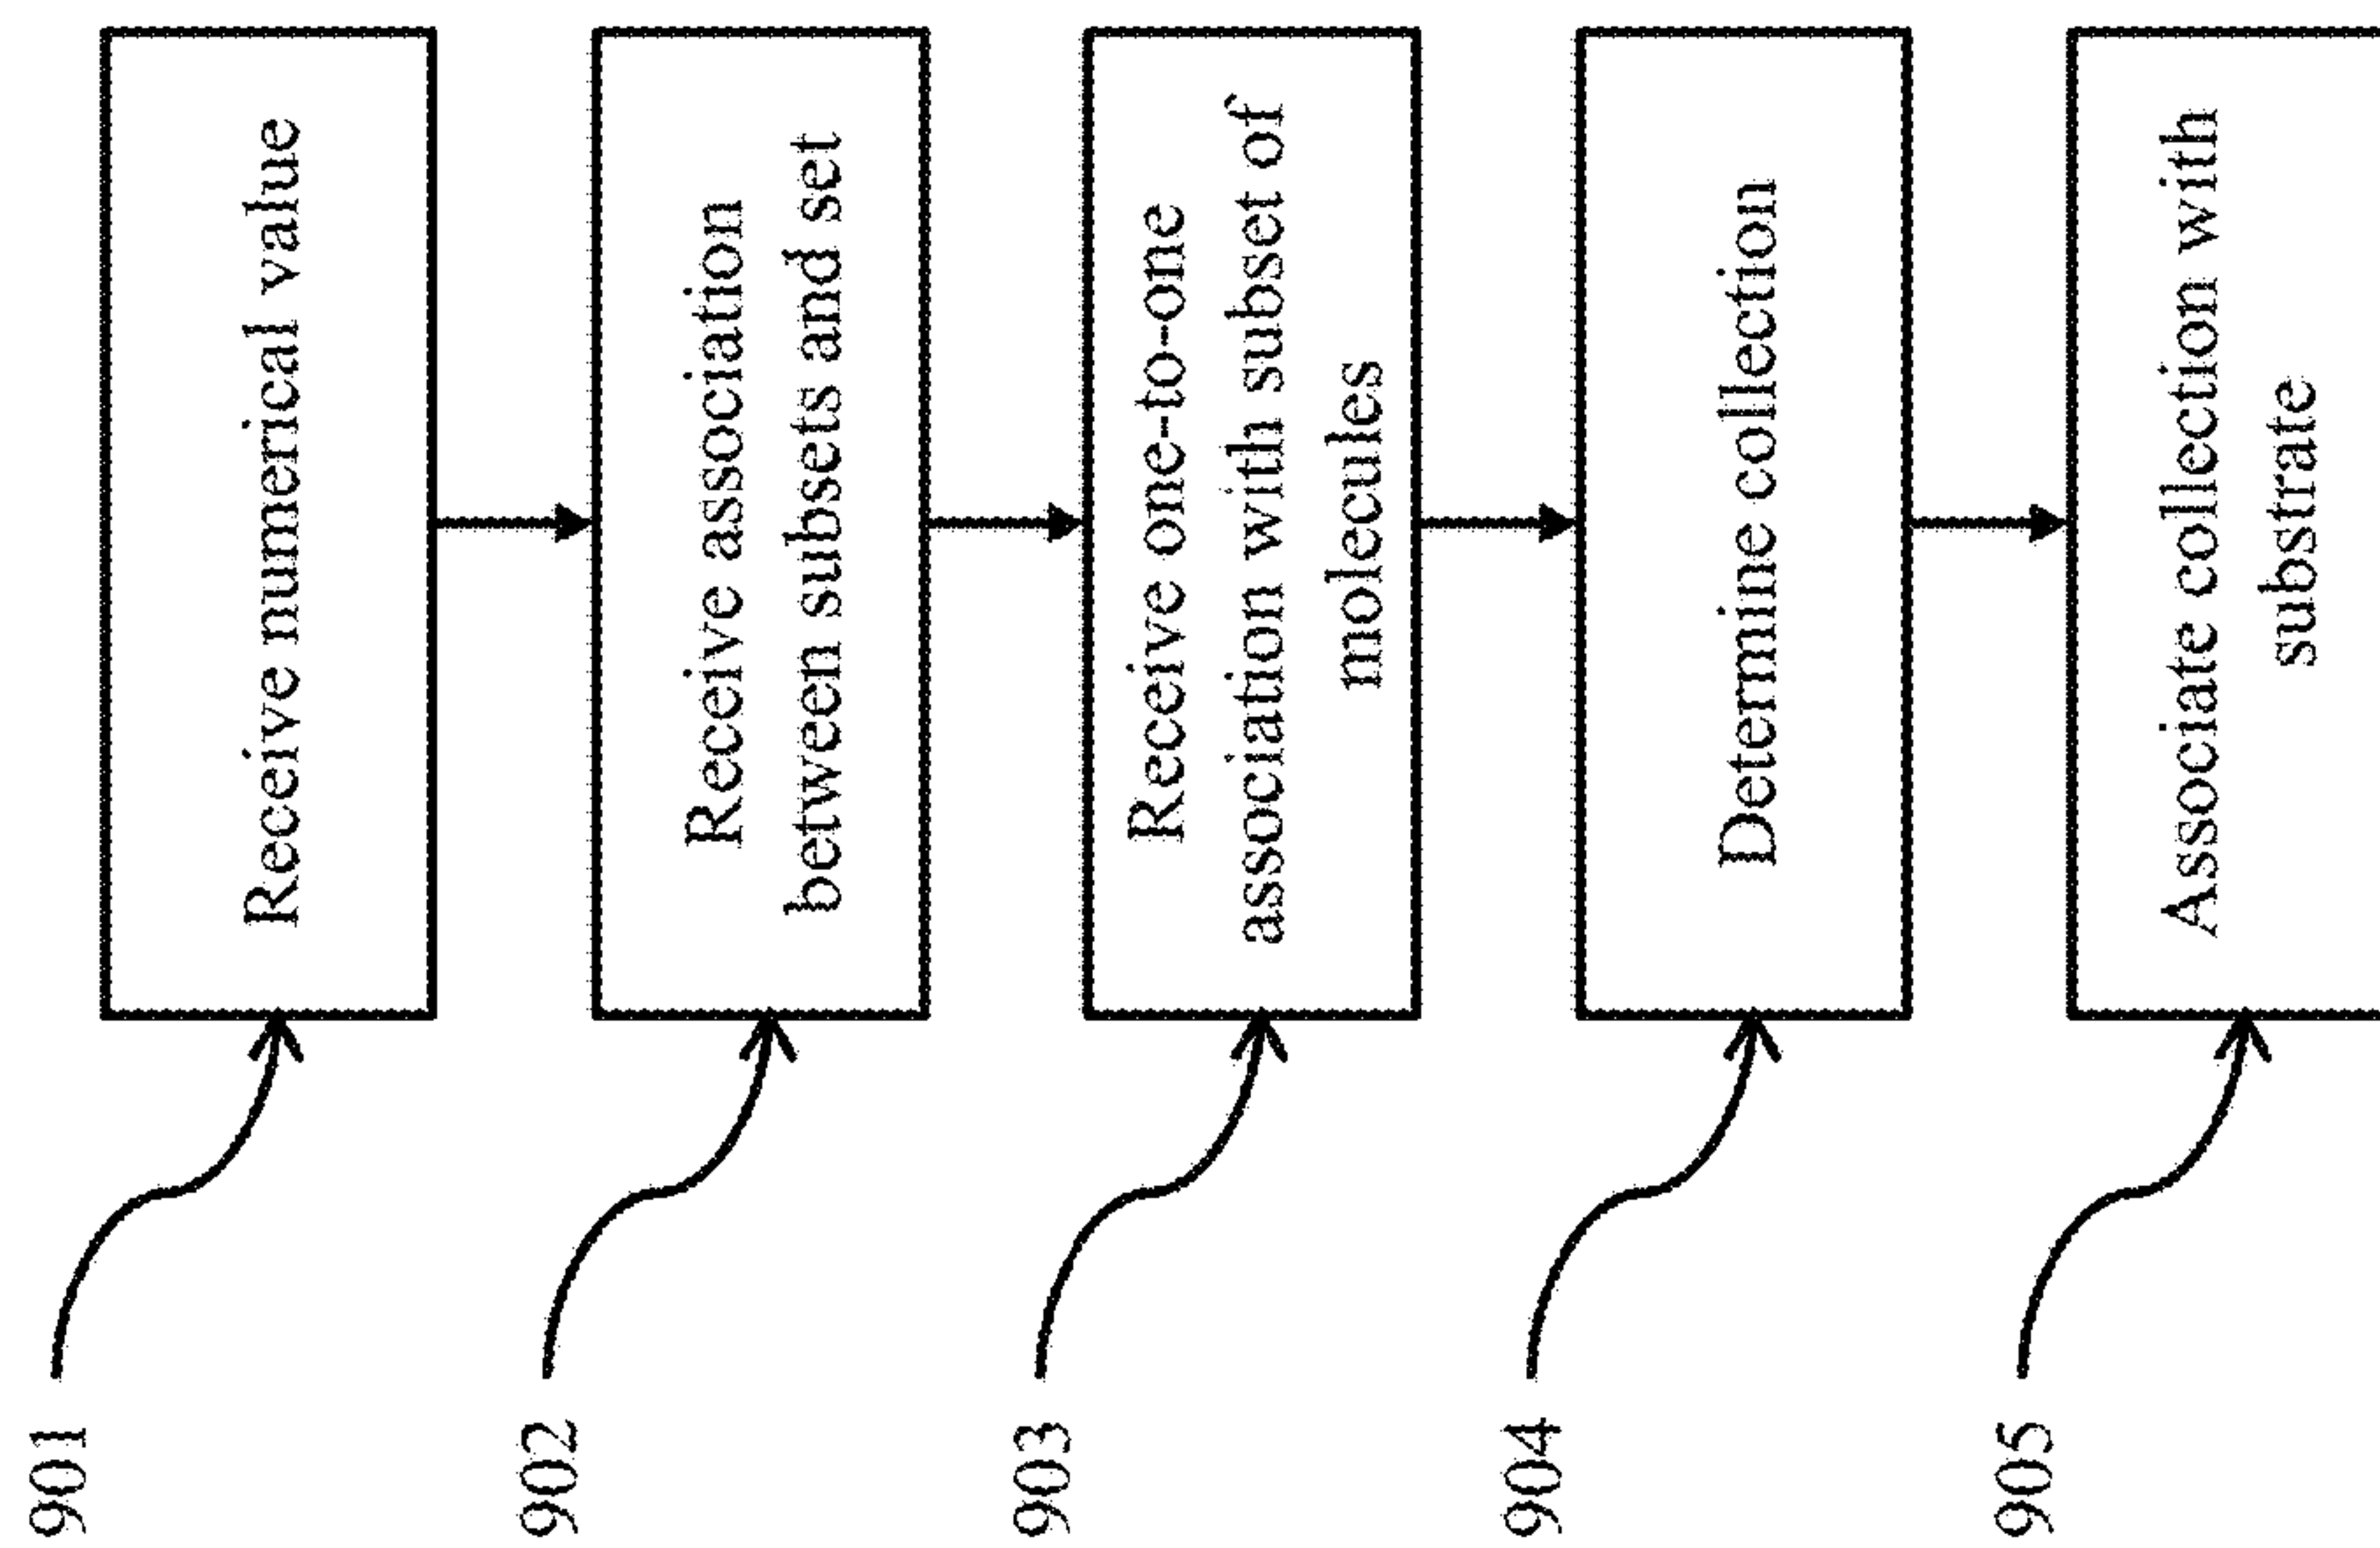 901
Receive numerical value
902
Receive association
between subsets and set
903
Receive one-to-one
association with subset of
molecules
904
Determine collection
905
Associate collection with
substrate